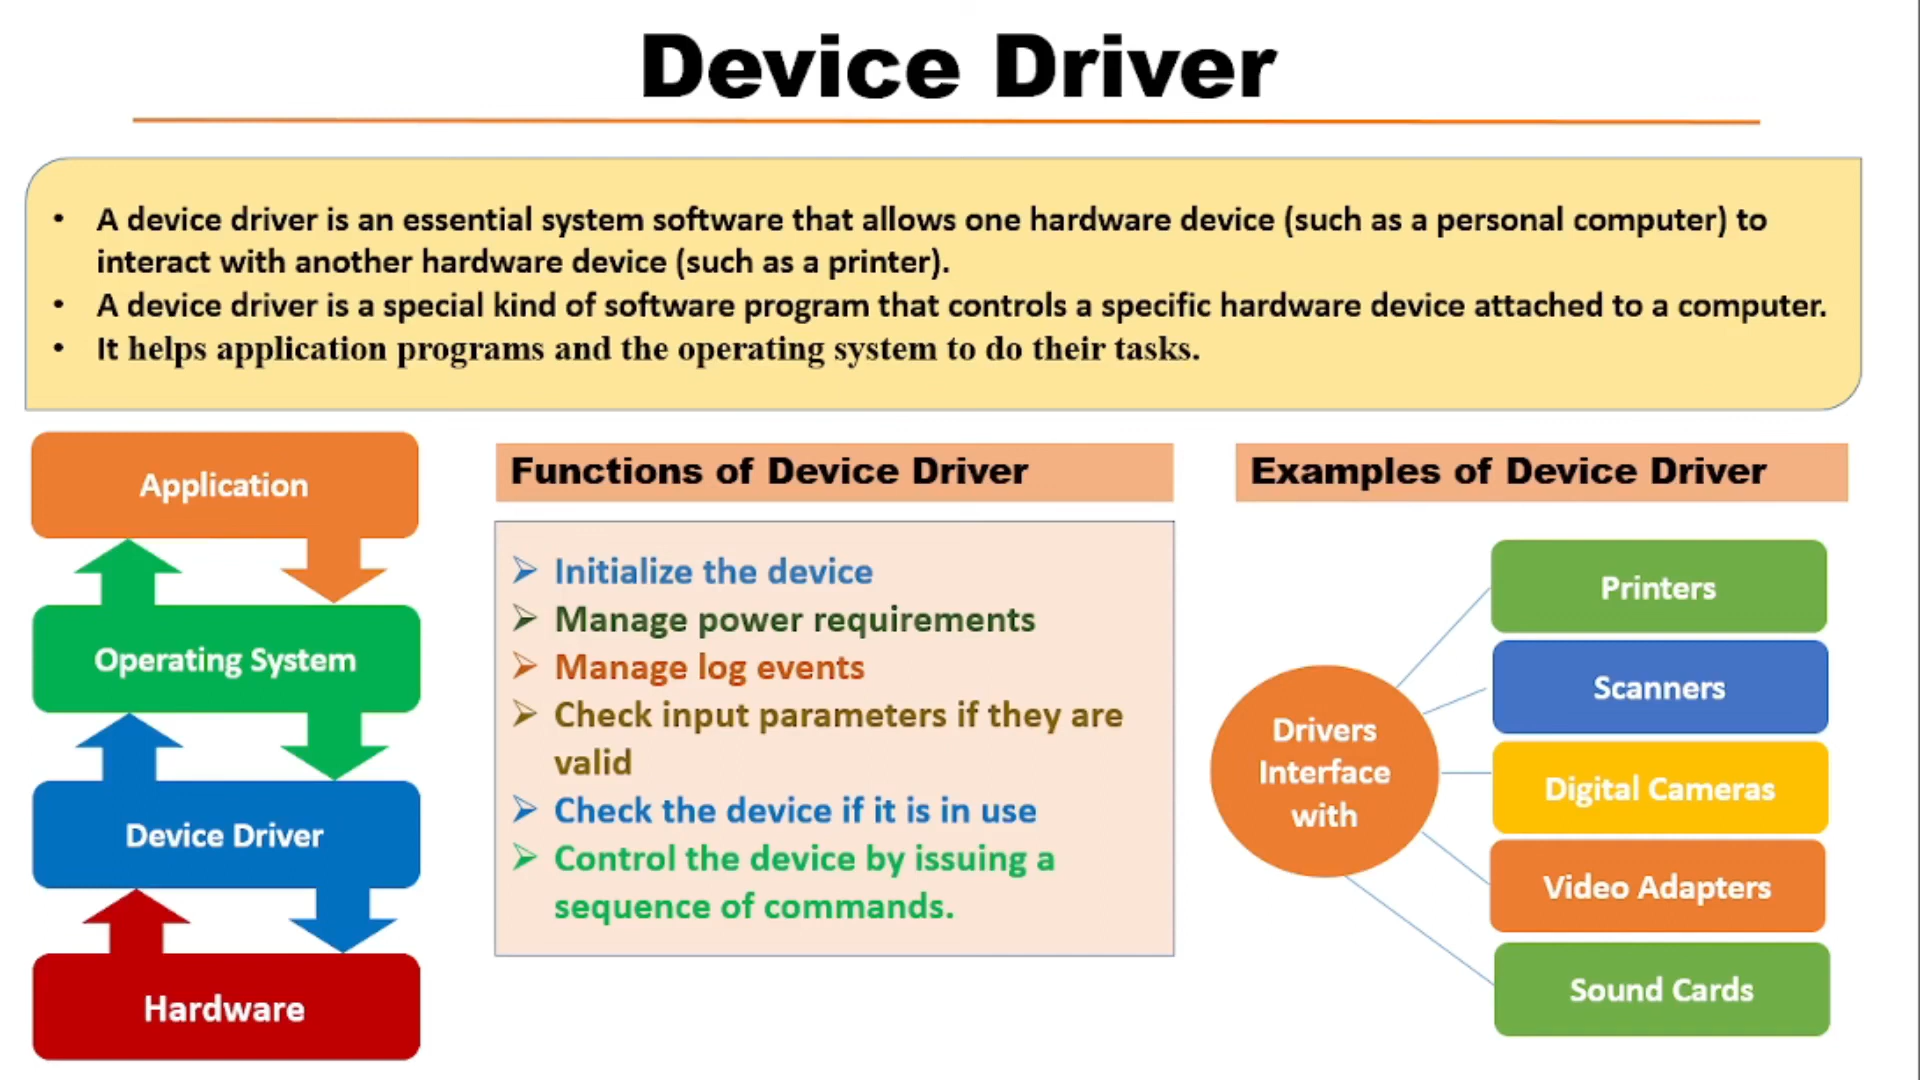 Device Driver
• A device driver is an essential system software that allows one hardware device (such as a personal computer) to
interact with another hardware device (such as a printer).
• A device driver is a special kind of software program that controls a specific hardware device attached to a computer.
• It helps application programs and the operating system to do their tasks.
Application
Operating System
Device Driver
Hardware
Functions of Device Driver
➢ Initialize the device
➢ Manage power requirements
➢ Manage log events
➢ Check input parameters if they are
valid
➢ Check the device if it is in use
➢ Control the device by issuing a
sequence of commands.
Examples of Device Driver
Drivers
Interface
with
Printers
Scanners
Digital Cameras
Video Adapters
Sound Cards